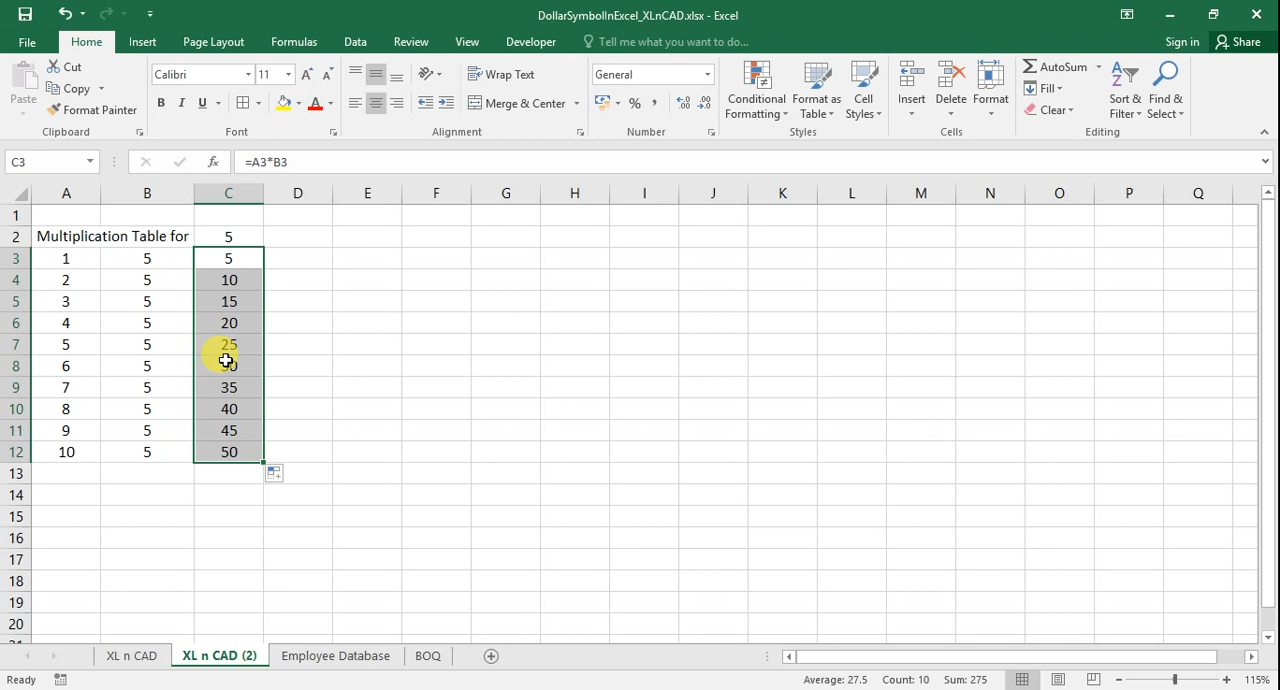 DollarSymbolInExcel_XLnCAD.xlsx - Excel
File Home Insert Page Layout Formulas Data Review View Developer Tell me what you want to do... Sign in Share
Paste Cut Copy Format Painter
Calibri 11
B I U A
Wrap Text
Merge & Center
General
% ,
Conditional Formatting Format as Table Cell Styles
Insert Delete Format
AutoSum
Fill
Clear
Sort & Filter Find & Select
Clipboard Font Alignment Number Styles Cells Editing
C3 fx =A3*B3
A B C D E F G H I J K L M N O P Q
1
2 Multiplication Table for 5
3 1 5 5
4 2 5 10
5 3 5 15
6 4 5 20
7 5 5 25
8 6 5 30
9 7 5 35
10 8 5 40
11 9 5 45
12 10 5 50
13
14
15
16
17
18
19
20
XL n CAD XL n CAD (2) Employee Database BOQ
Ready Average: 27.5 Count: 10 Sum: 275 115%